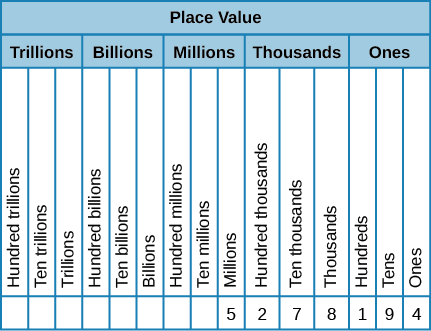 Place Value
Trillions Billions Millions Thousands Ones
Hundred trillions
Ten trillions
Trillions
Hundred billions
Ten billions
Billions
Hundred millions
Ten millions
Millions
Hundred thousands
Ten thousands
Thousands
Hundreds
Tens
Ones
5 2 7 8 1 9 4